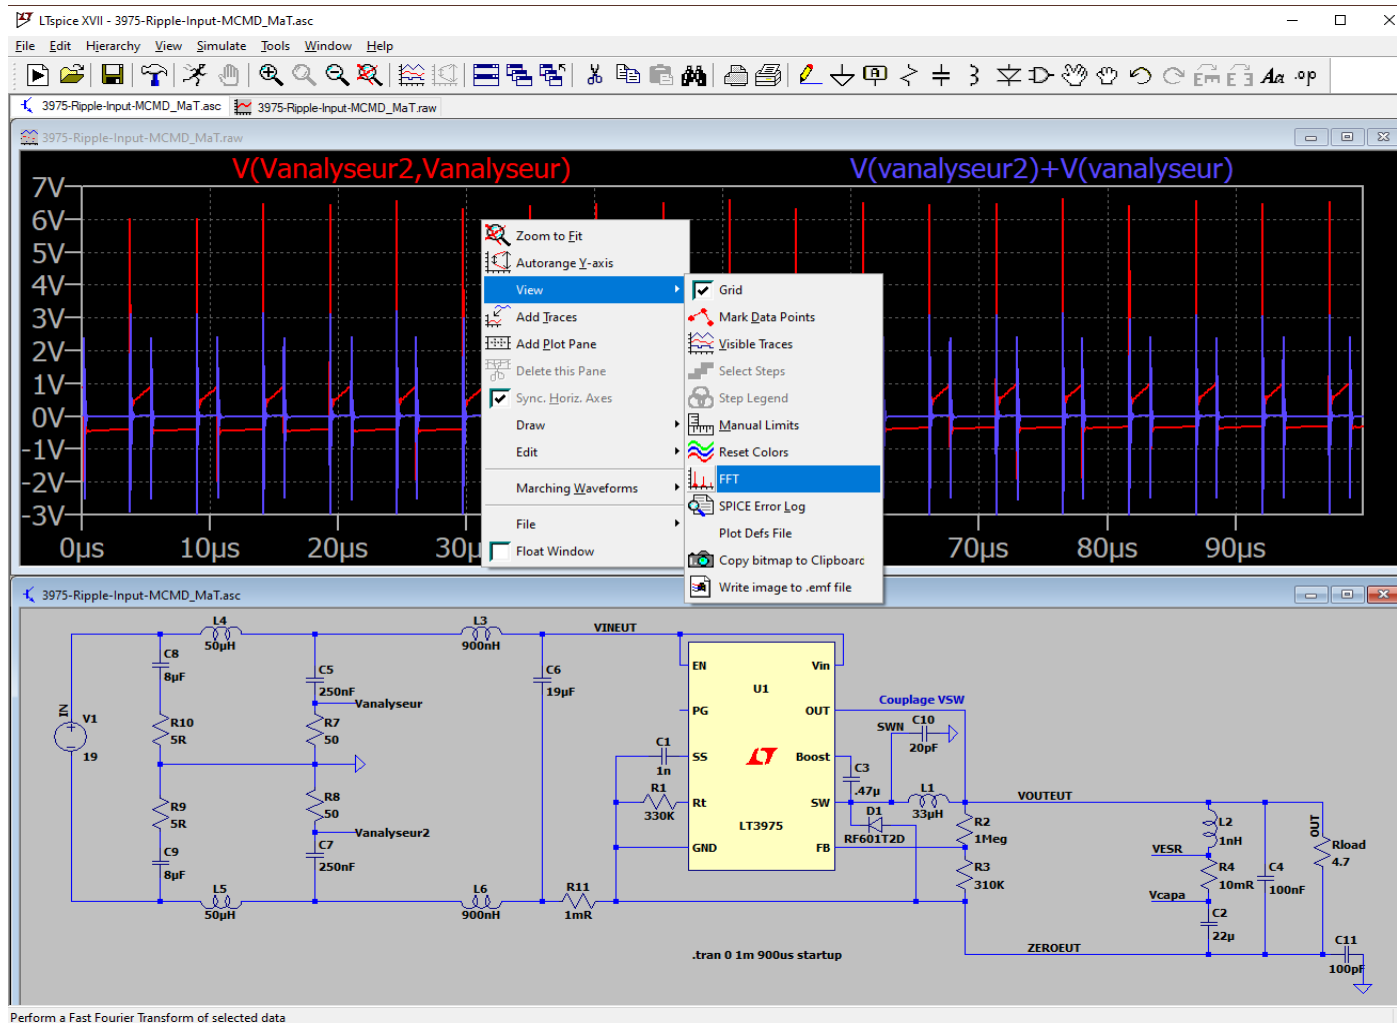 LTspice XVII - 3975-Ripple-Input-MCMD_MaT.asc
File Edit Hierarchy View Simulate Tools Window Help
3975-Ripple-Input-MCMD_MaT.asc 3975-Ripple-Input-MCMD_MaT.raw
3975-Ripple-Input-MCMD_MaT.raw
V(Vanalyseur2,Vanalyseur) V(vanalyseur2)+V(vanalyseur)
7V
6V
5V
4V
3V
2V
1V
0V
-1V
-2V
-3V
0µs 10µs 20µs 30µ 70µs 80µs 90µs
Zoom to Fit
Autorange Y-axis
View
Add Traces
Add Plot Pane
Delete this Pane
Sync. Horiz. Axes
Draw
Edit
Marching Waveforms
File
Float Window
Grid
Mark Data Points
Visible Traces
Select Steps
Step Legend
Manual Limits
Reset Colors
FFT
SPICE Error Log
Plot Defs File
Copy bitmap to Clipboarc
Write image to .emf file
3975-Ripple-Input-MCMD_MaT.asc
L4
50µH
L3
900nH
VINEUT
C8
8µF
C5
250nF
Vanalyseur
C6
19µF
IN
V1
19
R10
5R
R7
50
R9
5R
R8
50
Vanalyseur2
C9
8µF
C7
250nF
L5
50µH
L6
900nH
R11
1mR
C1
1n
R1
330K
EN
Vin
U1
PG
OUT
SS
Boost
LT
Rt
SW
LT3975
GND
FB
Couplage VSW
SWN
C10
20pF
C3
.47µ
L1
33µH
D1
RF601T2D
R2
1Meg
R3
310K
VOUTEUT
L2
1nH
VESR
R4
10mR
C4
100nF
Vcapa
C2
22µ
OUT
Rload
4.7
ZEROEUT
C11
100pF
.tran 0 1m 900us startup
Perform a Fast Fourier Transform of selected data